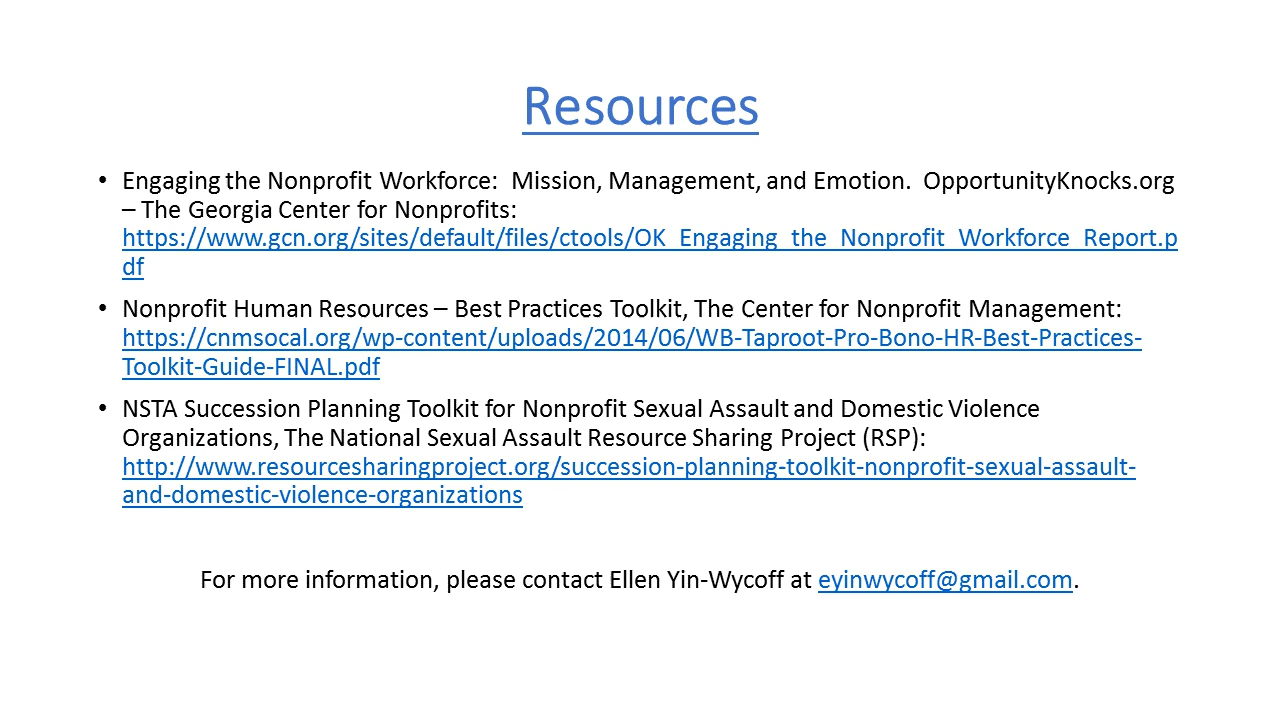 Resources
• Engaging the Nonprofit Workforce:  Mission, Management, and Emotion.  OpportunityKnocks.org
– The Georgia Center for Nonprofits:
https://www.gcn.org/sites/default/files/ctools/OK_Engaging_the_Nonprofit_Workforce_Report.p
df
• Nonprofit Human Resources – Best Practices Toolkit, The Center for Nonprofit Management:
https://cnmsocal.org/wp-content/uploads/2014/06/WB-Taproot-Pro-Bono-HR-Best-Practices-
Toolkit-Guide-FINAL.pdf
• NSTA Succession Planning Toolkit for Nonprofit Sexual Assault and Domestic Violence
Organizations, The National Sexual Assault Resource Sharing Project (RSP):
http://www.resourcesharingproject.org/succession-planning-toolkit-nonprofit-sexual-assault-
and-domestic-violence-organizations
For more information, please contact Ellen Yin-Wycoff at eyinwycoff@gmail.com.